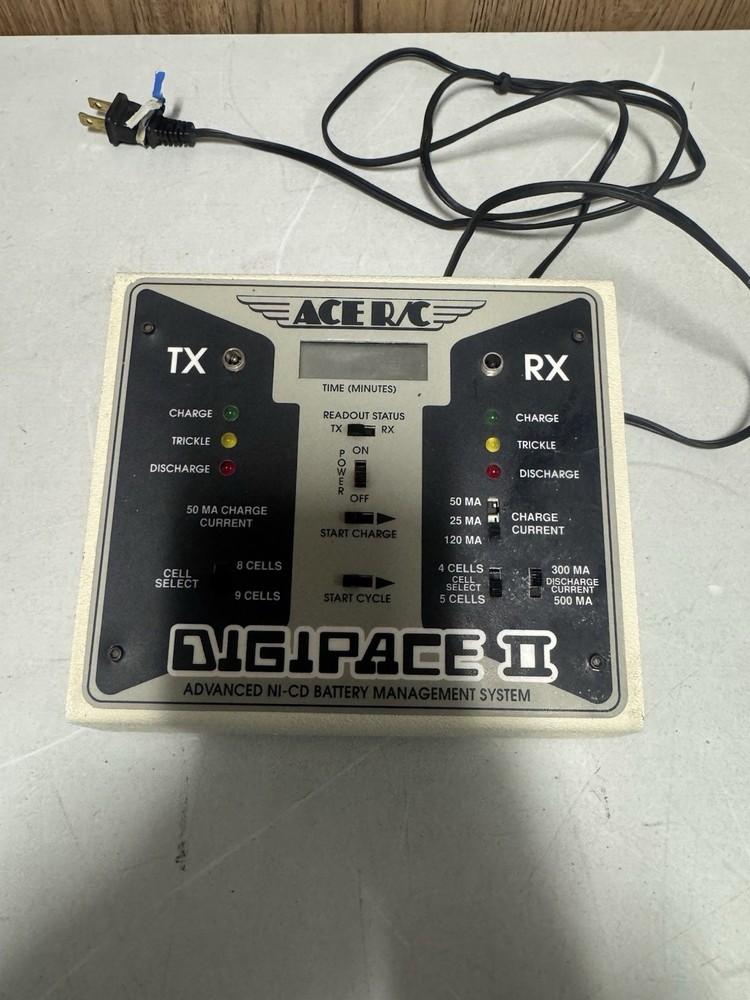 ACE R/C
TX
RX
TIME (MINUTES)
CHARGE
TRICKLE
DISCHARGE
50 MA CHARGE
CURRENT
CELL
SELECT
8 CELLS
9 CELLS
READOUT STATUS
TX RX
ON
POWER
OFF
START CHARGE
START CYCLE
CHARGE
TRICKLE
DISCHARGE
50 MA
25 MA
120 MA
CHARGE
CURRENT
4 CELLS
CELL
SELECT
5 CELLS
300 MA
DISCHARGE
CURRENT
500 MA
DIGIPACE II
ADVANCED NI-CD BATTERY MANAGEMENT SYSTEM